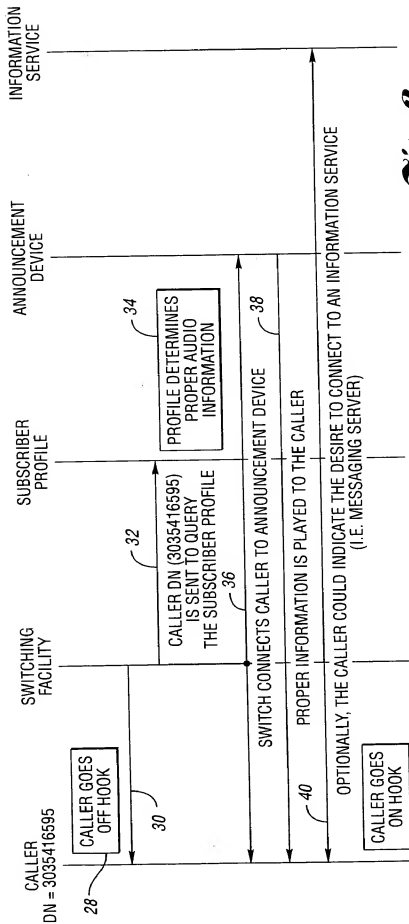 CALLER
DN = 3035416595
SWITCHING
FACILITY
SUBSCRIBER
PROFILE
ANNOUNCEMENT
DEVICE
INFORMATION
SERVICE
28
CALLER GOES
OFF HOOK
30
32
CALLER DN (3035416595)
IS SENT TO QUERY
THE SUBSCRIBER PROFILE
34
PROFILE DETERMINES
PROPER AUDIO
INFORMATION
36
SWITCH CONNECTS CALLER TO ANNOUNCEMENT DEVICE
38
PROPER INFORMATION IS PLAYED TO THE CALLER
40
OPTIONALLY, THE CALLER COULD INDICATE THE DESIRE TO CONNECT TO AN INFORMATION SERVICE
(I.E. MESSAGING SERVER)
CALLER GOES
ON HOOK